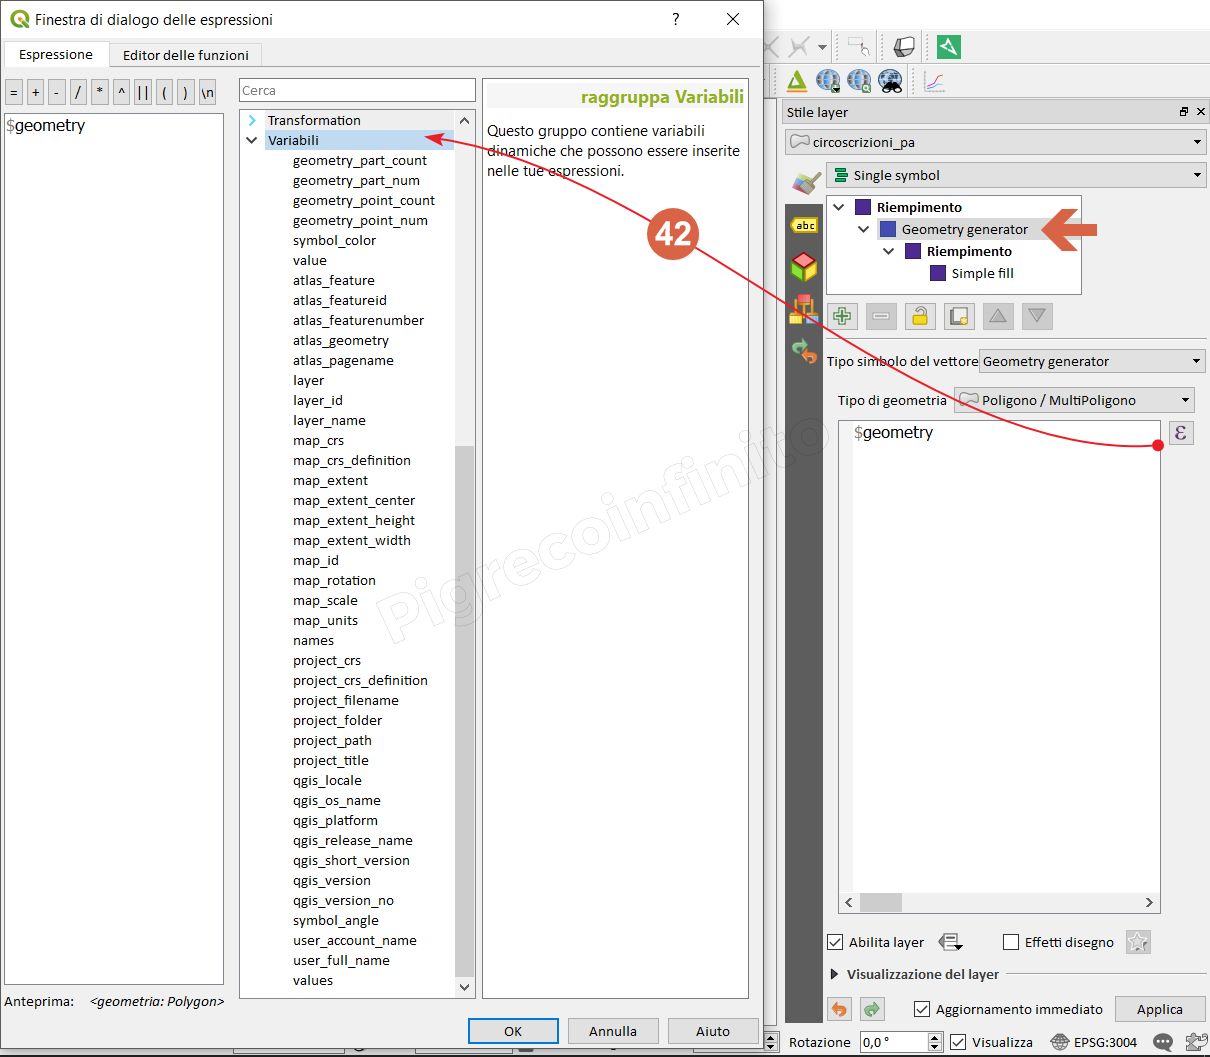 Finestra di dialogo delle espressioni
?
Espressione
Editor delle funzioni
= + - / * ^ || ( ) \n
$geometry
Anteprima: <geometria: Polygon>
Cerca
Transformation
Variabili
geometry_part_count
geometry_part_num
geometry_point_count
geometry_point_num
symbol_color
value
atlas_feature
atlas_featureid
atlas_featurenumber
atlas_geometry
atlas_pagename
layer
layer_id
layer_name
map_crs
map_crs_definition
map_extent
map_extent_center
map_extent_height
map_extent_width
map_id
map_rotation
map_scale
map_units
names
project_crs
project_crs_definition
project_filename
project_folder
project_path
project_title
qgis_locale
qgis_os_name
qgis_platform
qgis_release_name
qgis_short_version
qgis_version
qgis_version_no
symbol_angle
user_account_name
user_full_name
values
raggruppa Variabili
Questo gruppo contiene variabili
dinamiche che possono essere inserite
nelle tue espressioni.
42
Pigrecoinfinito
OK
Annulla
Aiuto
Stile layer
circoscrizioni_pa
Single symbol
abc
Riempimento
Geometry generator
Riempimento
Simple fill
Tipo simbolo del vettore Geometry generator
Tipo di geometria Poligono / MultiPoligono
$geometry
ε
Abilita layer
Effetti disegno
Visualizzazione del layer
Aggiornamento immediato
Applica
Rotazione 0,0 ° Visualizza EPSG:3004